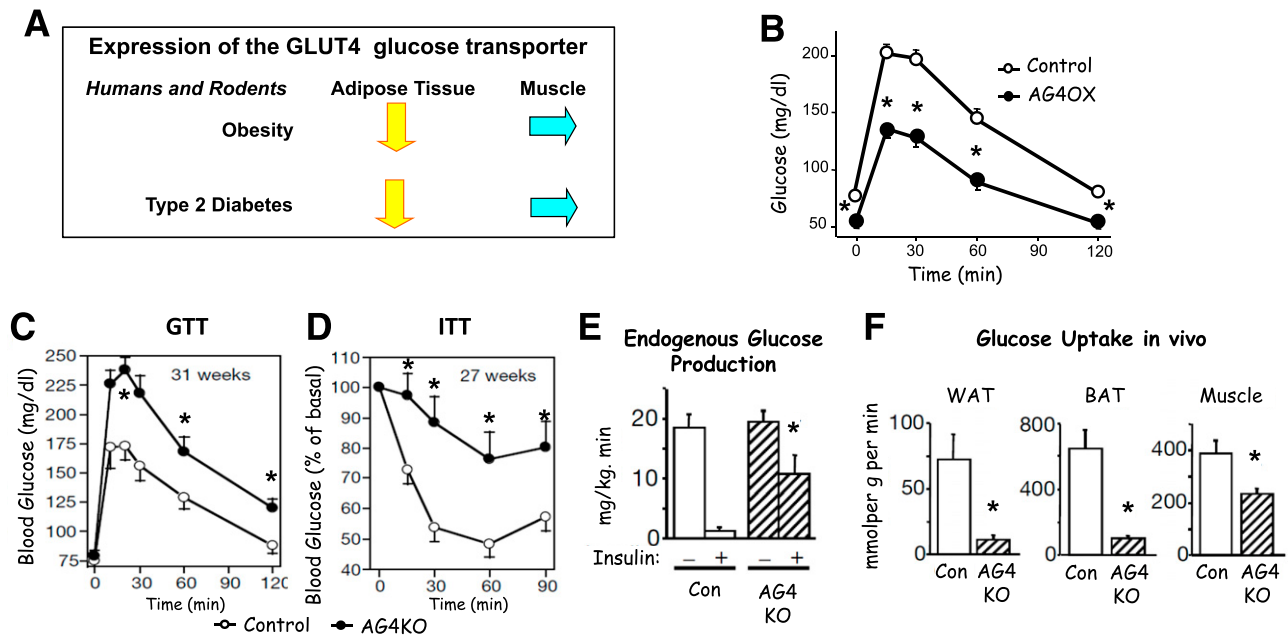 A
Expression of the GLUT4 glucose transporter
Humans and Rodents Adipose Tissue Muscle
Obesity
Type 2 Diabetes
B
Glucose (mg/dl)
200
150
100
50
Control
AG4OX
*
*
*
*
*
0 30 60 90 120
Time (min)
C
GTT
Blood Glucose (mg/dl)
250
225
200
175
150
125
100
75
31 weeks
*
*
*
0 30 60 90 120
Time (min)
D
ITT
Blood Glucose (% of basal)
110
100
90
80
70
60
50
40
27 weeks
*
*
*
*
0 30 60 90
Time (min)
Control AG4KO
E
Endogenous Glucose
Production
mg/kg. min
20
10
0
*
Insulin: – + – +
Con AG4
KO
F
Glucose Uptake in vivo
mmolper g per min
WAT
100
50
0
*
Con AG4
KO
BAT
800
400
0
*
Con AG4
KO
Muscle
400
200
0
*
Con AG4
KO